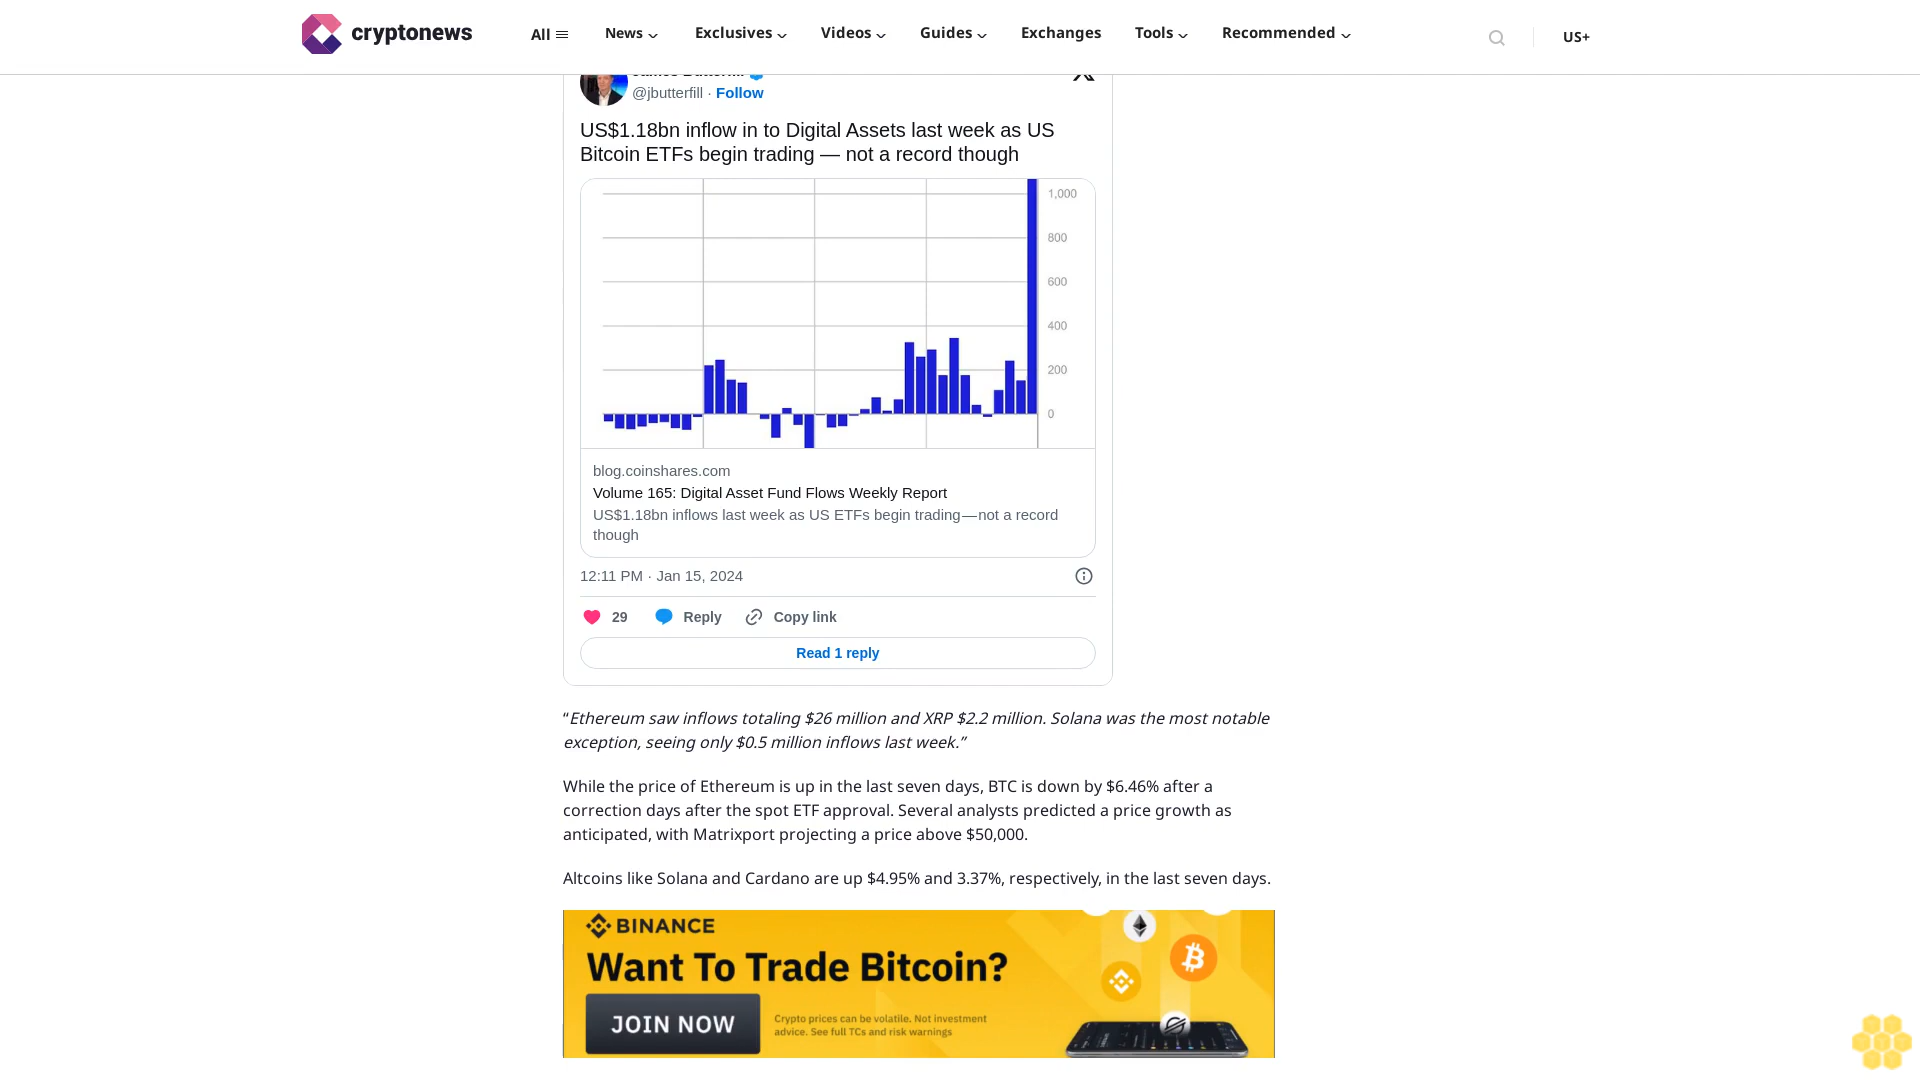 cryptonews
All
News
Exclusives
Videos
Guides
Exchanges
Tools
Recommended
US+
@jbutterfill · Follow
US$1.18bn inflow in to Digital Assets last week as US
Bitcoin ETFs begin trading — not a record though
1,000
800
600
400
200
0
blog.coinshares.com
Volume 165: Digital Asset Fund Flows Weekly Report
US$1.18bn inflows last week as US ETFs begin trading — not a record
though
12:11 PM · Jan 15, 2024
29
Reply
Copy link
Read 1 reply
“Ethereum saw inflows totaling $26 million and XRP $2.2 million. Solana was the most notable
exception, seeing only $0.5 million inflows last week.”
While the price of Ethereum is up in the last seven days, BTC is down by $6.46% after a
correction days after the spot ETF approval. Several analysts predicted a price growth as
anticipated, with Matrixport projecting a price above $50,000.
Altcoins like Solana and Cardano are up $4.95% and 3.37%, respectively, in the last seven days.
BINANCE
Want To Trade Bitcoin?
JOIN NOW
Crypto prices can be volatile. Not investment
advice. See full TCs and risk warnings